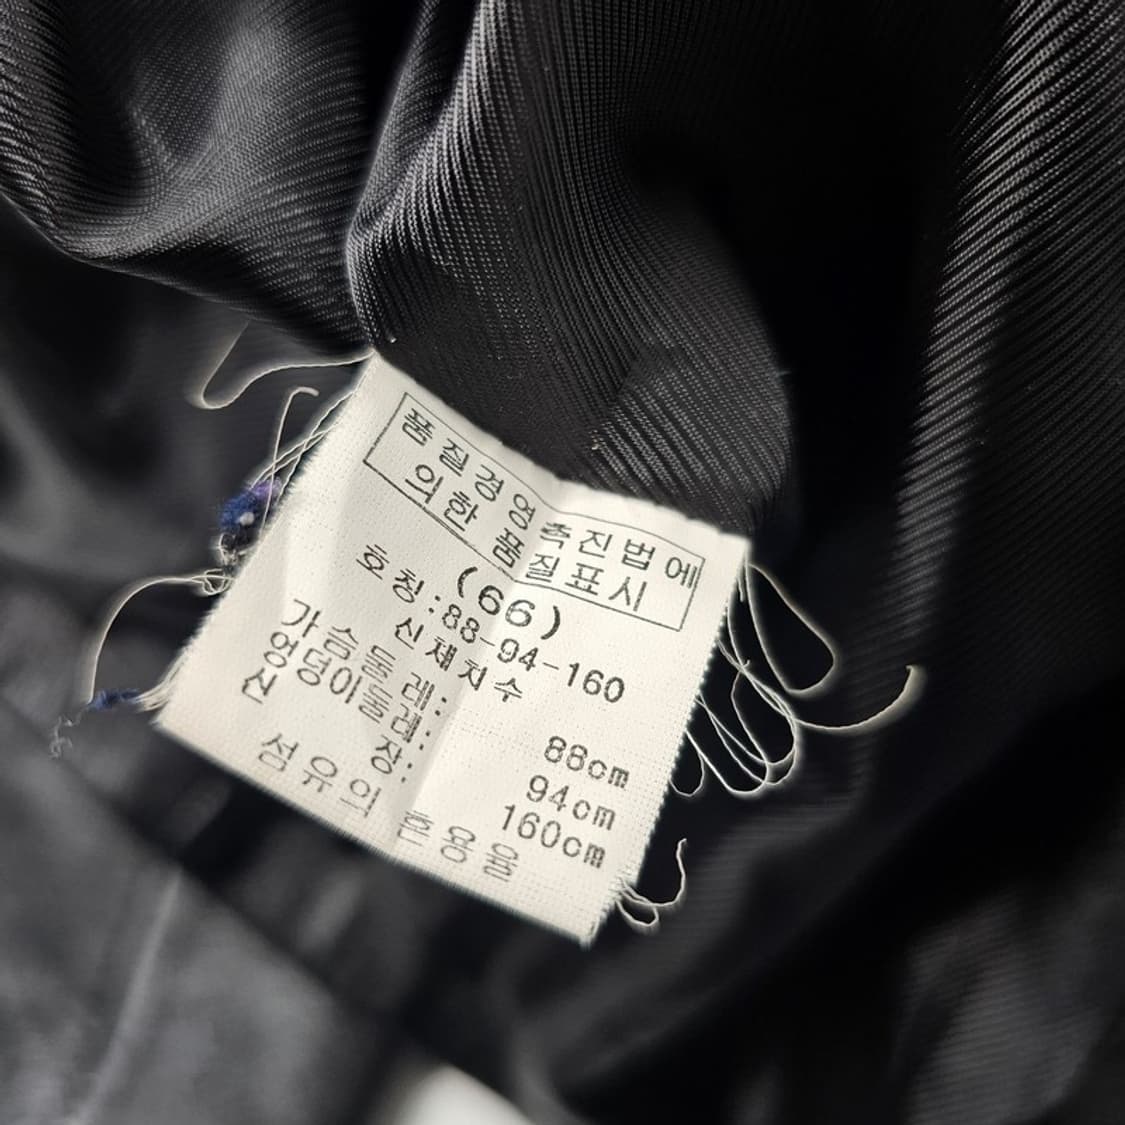 품질경영촉진법에
의한 품질표시
(66)
호칭:88-94-160
신체치수
가슴둘레: 88cm
엉덩이둘레: 94cm
신 장: 160cm
섬유의 혼용율